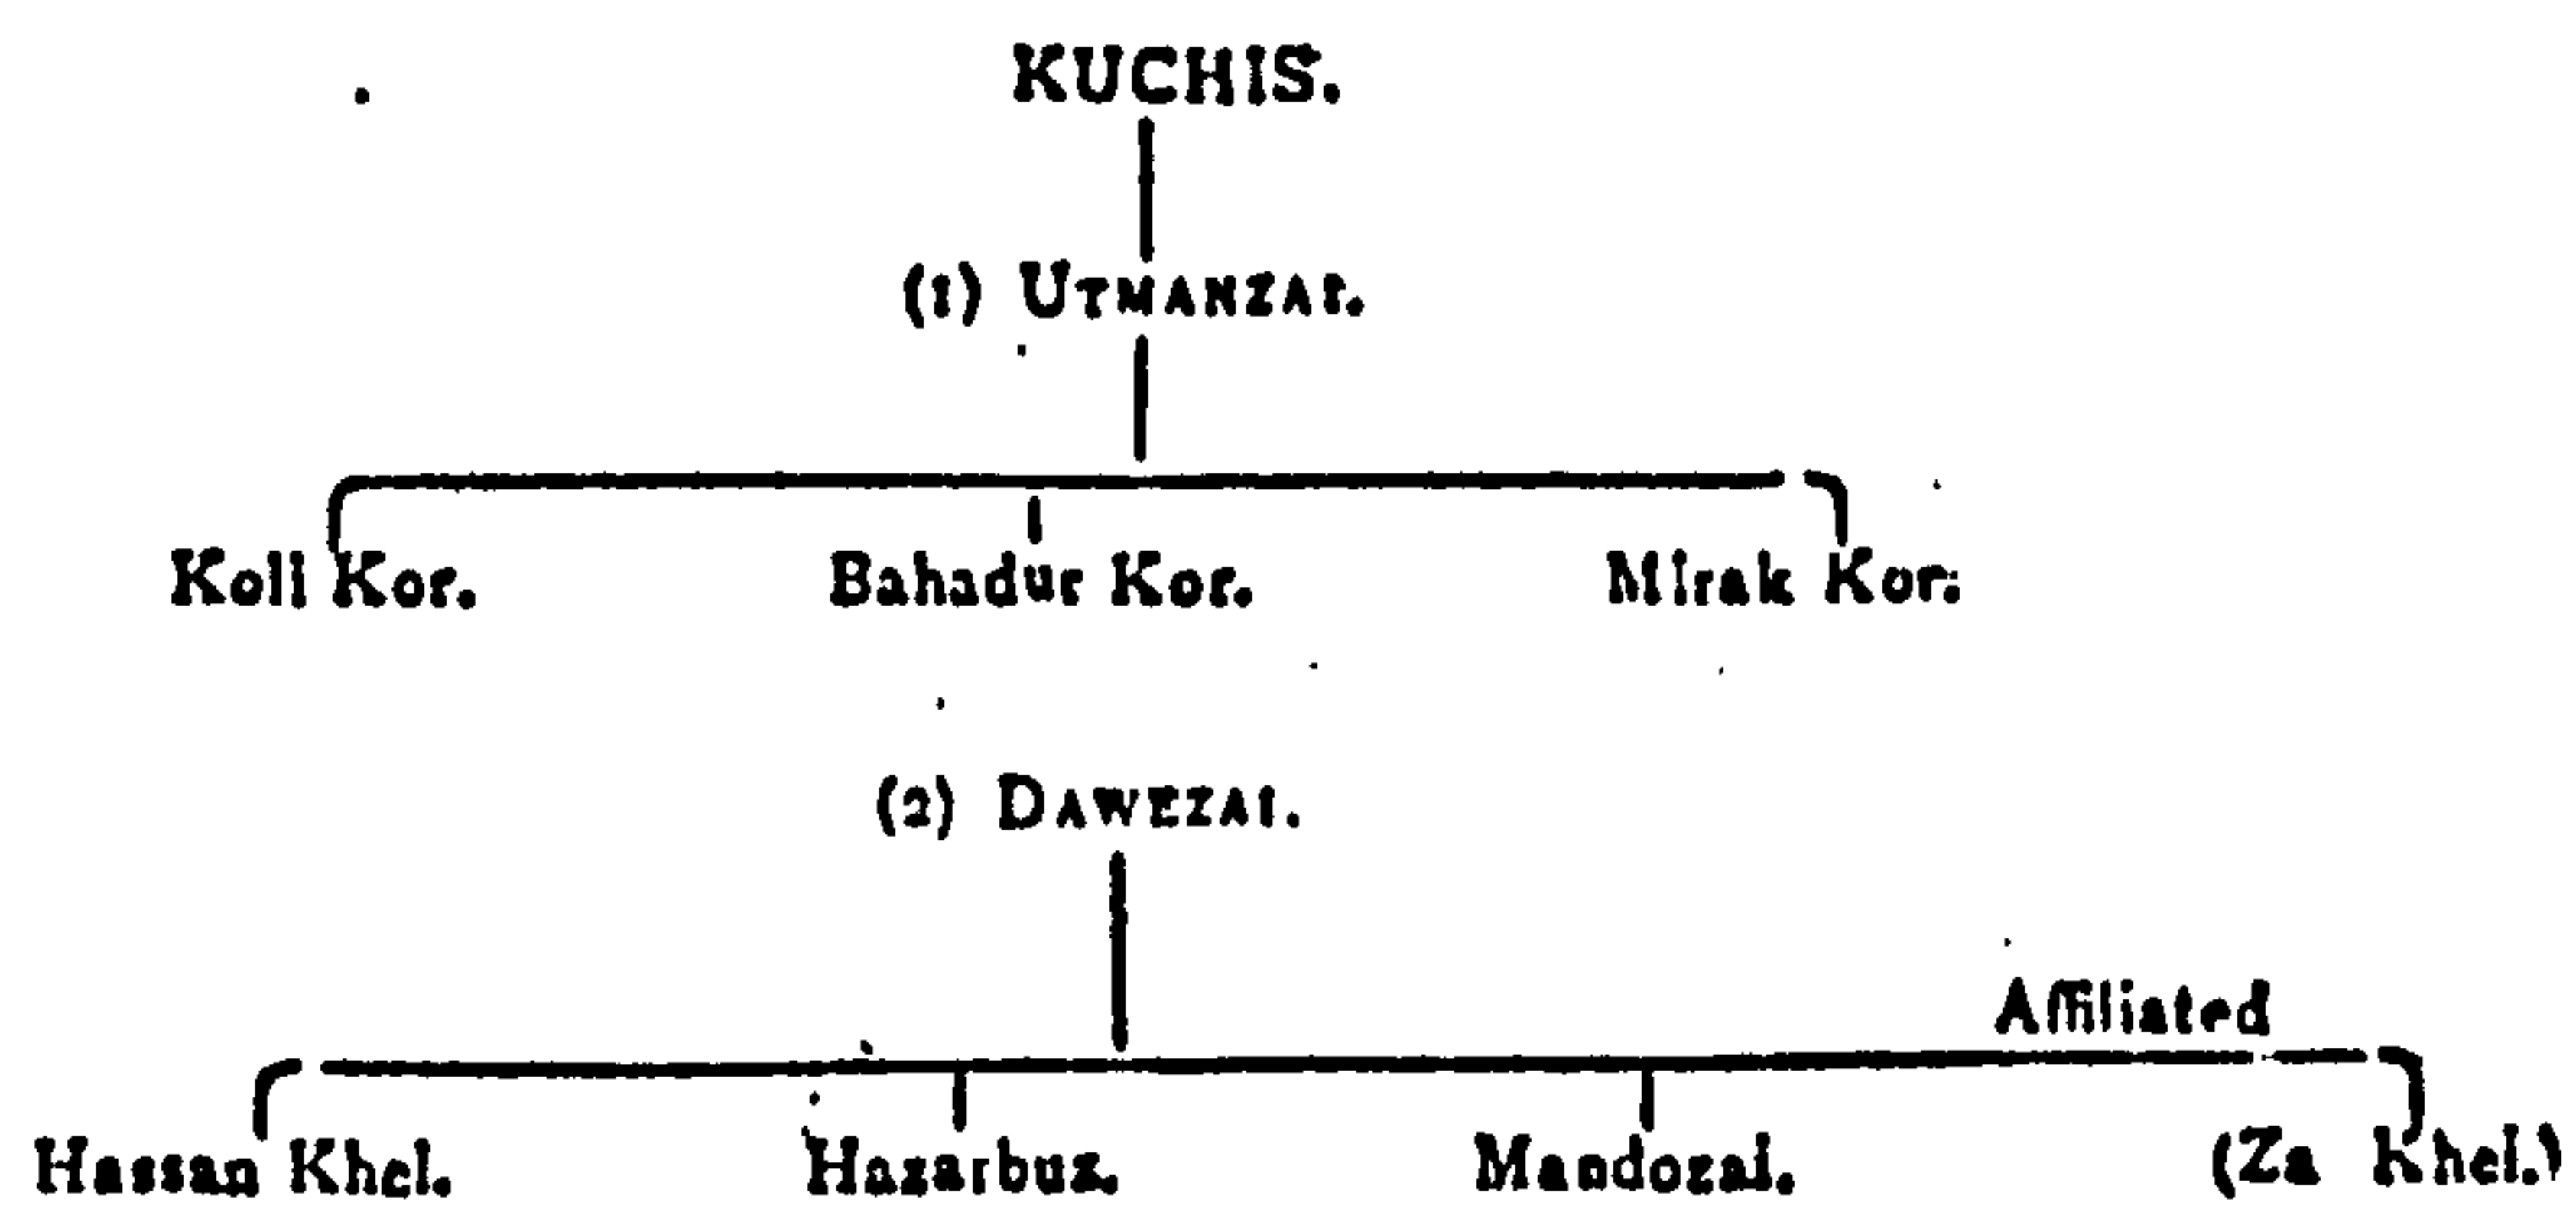 KUCHIS.
(1) UTMANZAI.
Koli Kor. Bahadur Kor. Mirak Kor.
(2) DAWEZAI.
Affiliated
Hassan Khel. Hazarbuz. Mandozai. (Za Khel.)